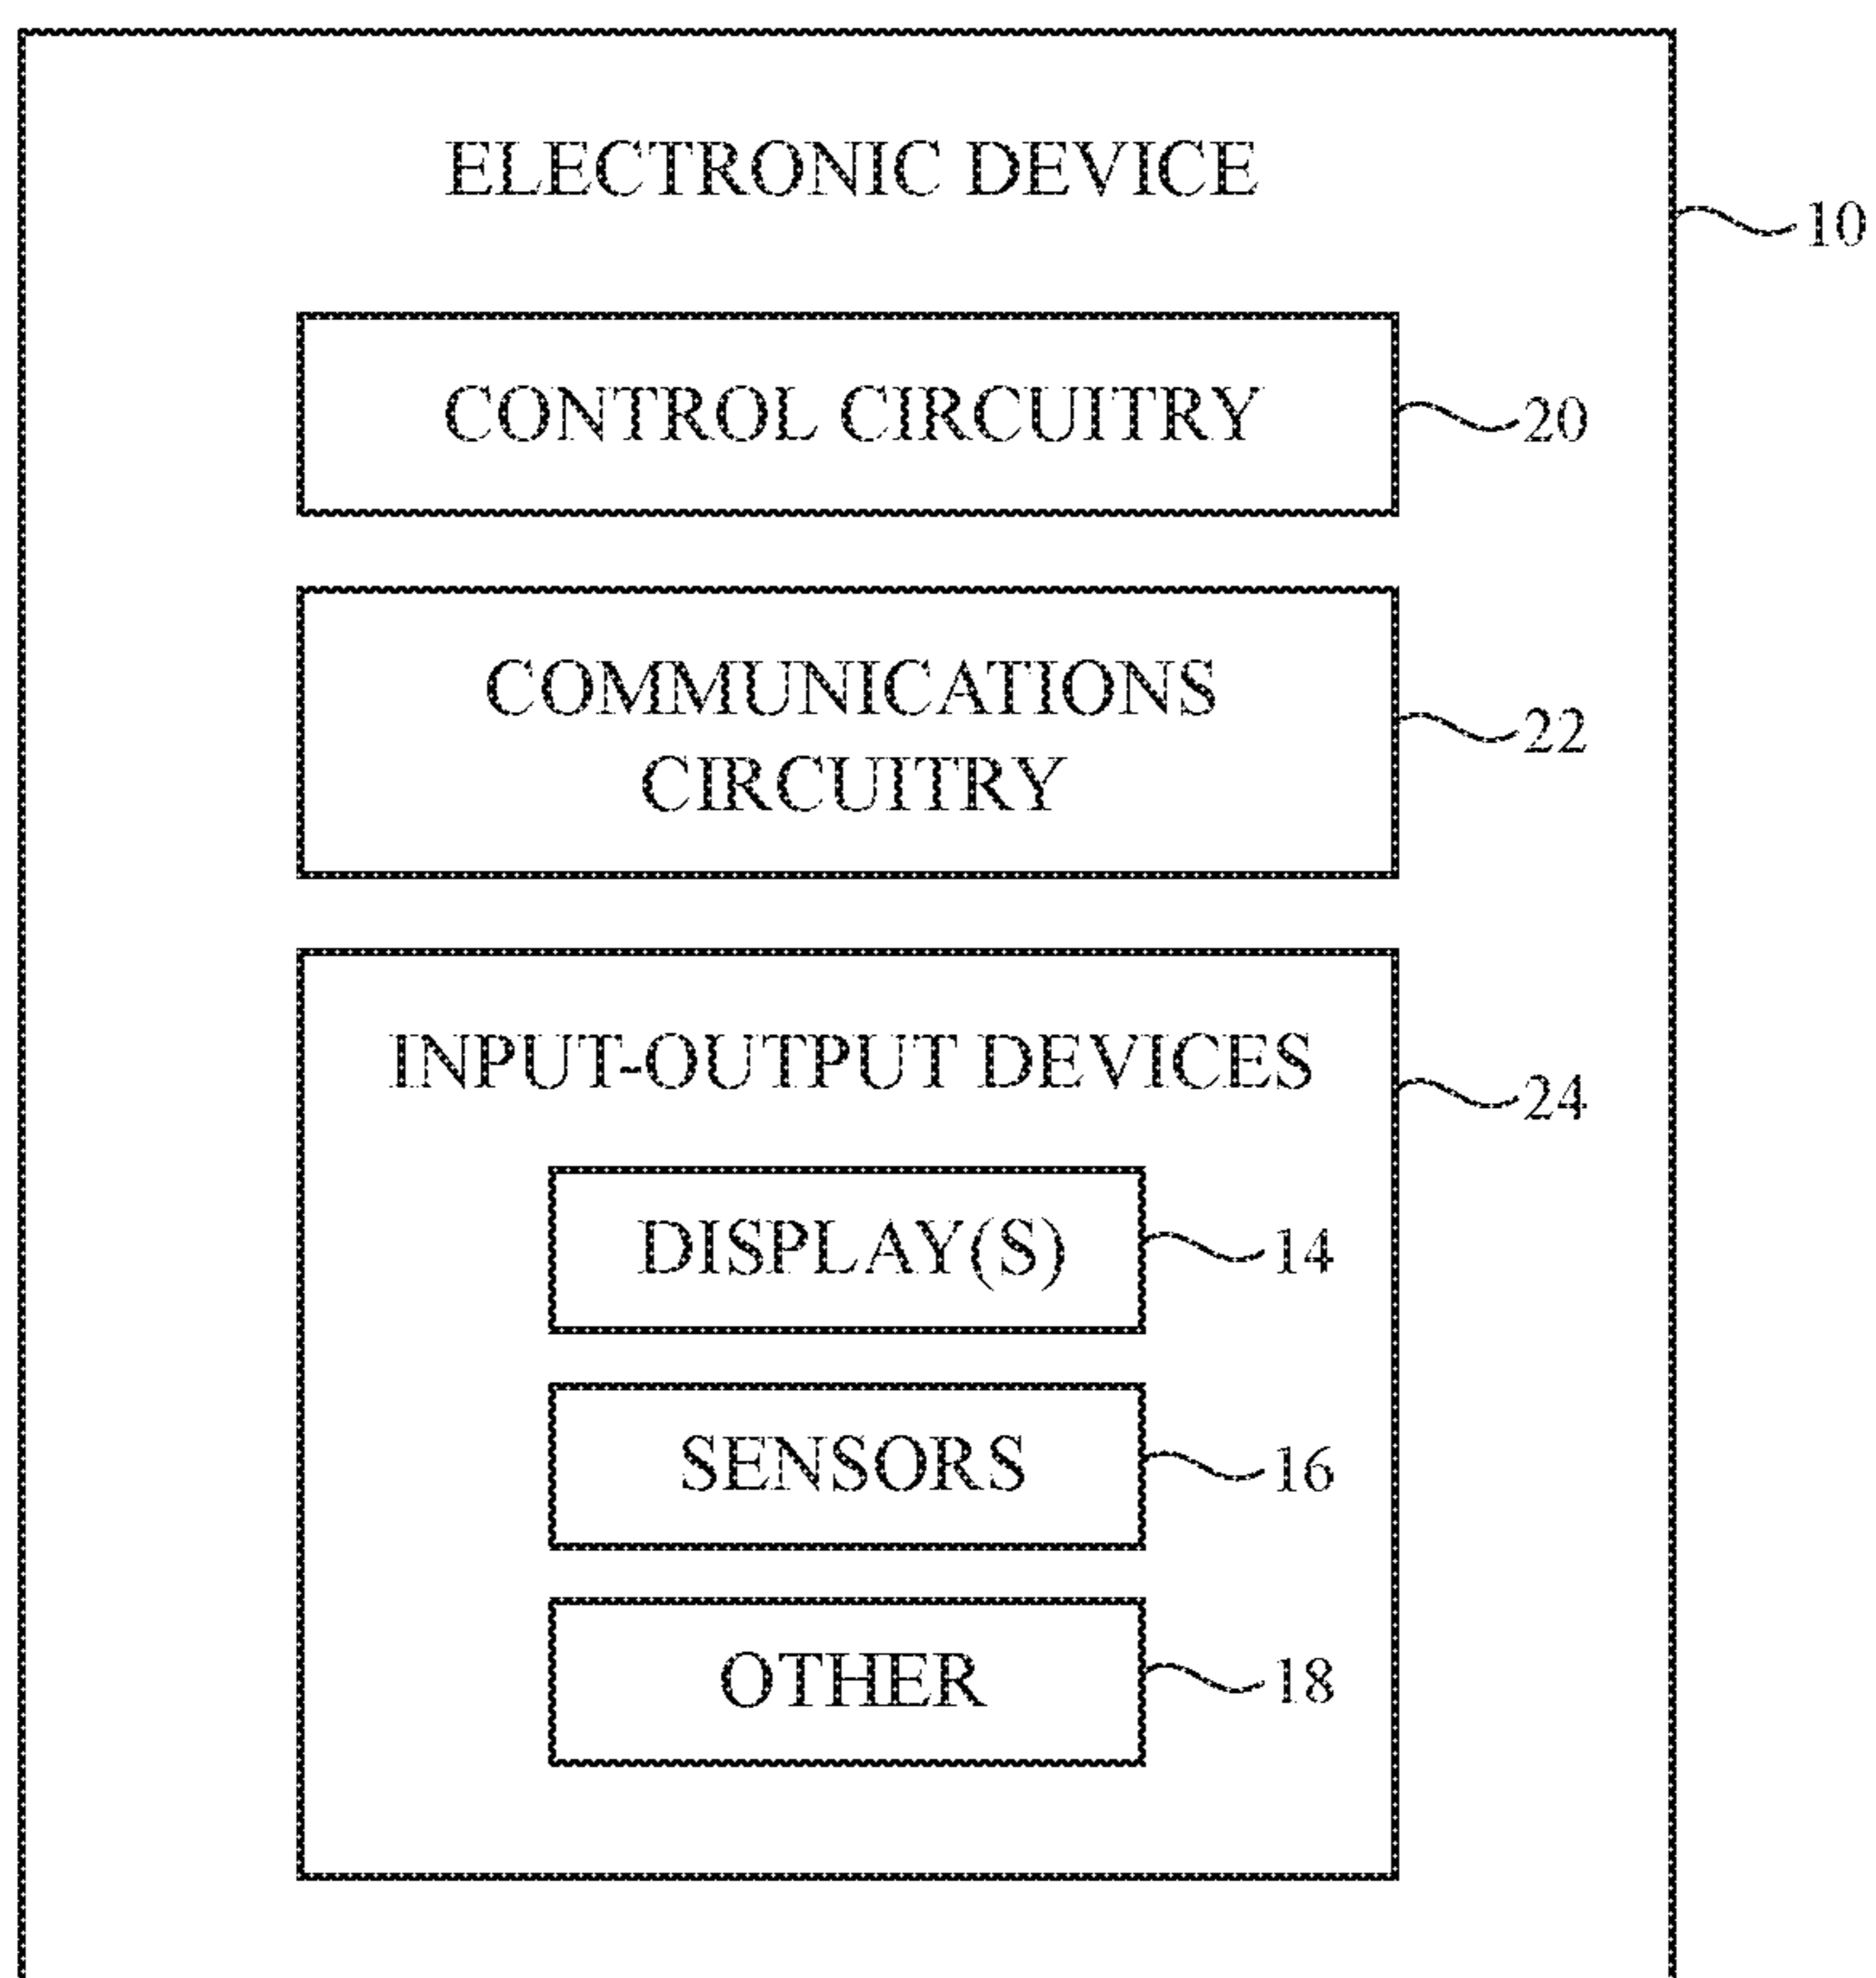 ELECTRONIC DEVICE
10
CONTROL CIRCUITRY
20
COMMUNICATIONS
CIRCUITRY
22
INPUT-OUTPUT DEVICES
24
DISPLAY(S)
14
SENSORS
16
OTHER
18